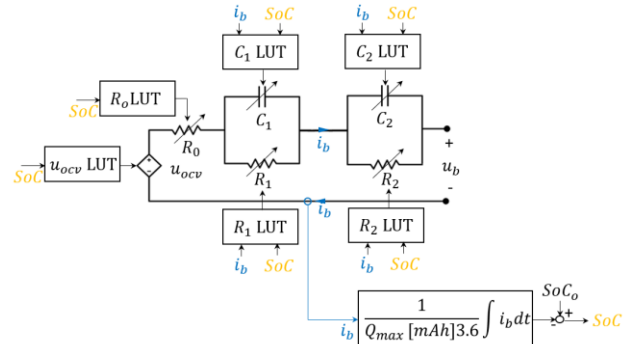 i_b SoC i_b SoC
C_1 LUT C_2 LUT
R_o LUT
SoC
C_1 C_2
R_0
i_b
+
u_ocv LUT + - u_ocv R_1 R_2 u_b
SoC
-
i_b
R_1 LUT R_2 LUT
i_b SoC i_b SoC
SoC_o
1
i_b ∫ i_b dt - + SoC
Q_max [mAh]3.6